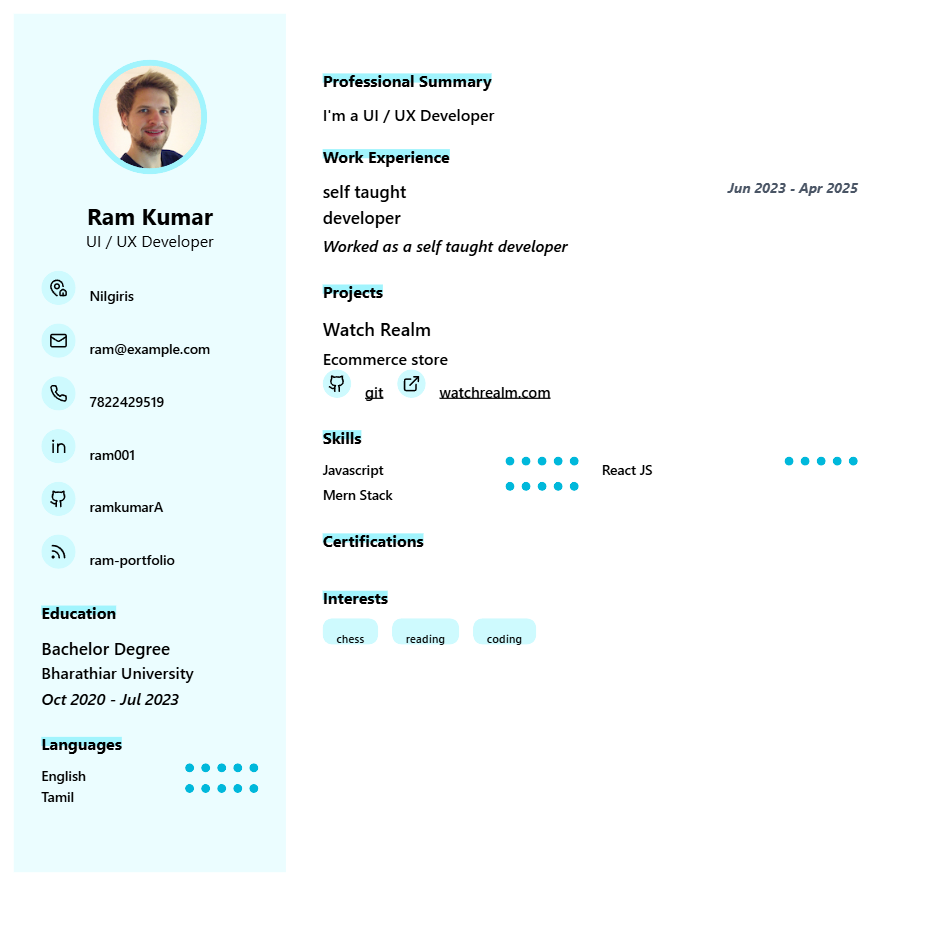 Ram Kumar
UI / UX Developer
Nilgiris
ram@example.com
7822429519
in
ram001
ramkumarA
ram-portfolio
Education
Bachelor Degree
Bharathiar University
Oct 2020 - Jul 2023
Languages
English
Tamil
Professional Summary
I'm a UI / UX Developer
Work Experience
self taught
developer
Jun 2023 - Apr 2025
Worked as a self taught developer
Projects
Watch Realm
Ecommerce store
git watchrealm.com
Skills
Javascript React JS
Mern Stack
Certifications
Interests
chess reading coding